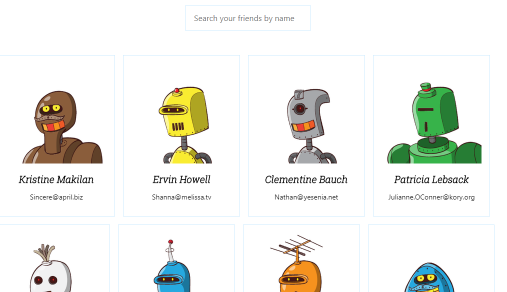 Search your friends by name
Kristine Makilan
Ervin Howell
Clementine Bauch
Patricia Lebsack
Sincere@april.biz
Shanna@melissa.tv
Nathan@yesenia.net
Julianne.OConner@kory.org